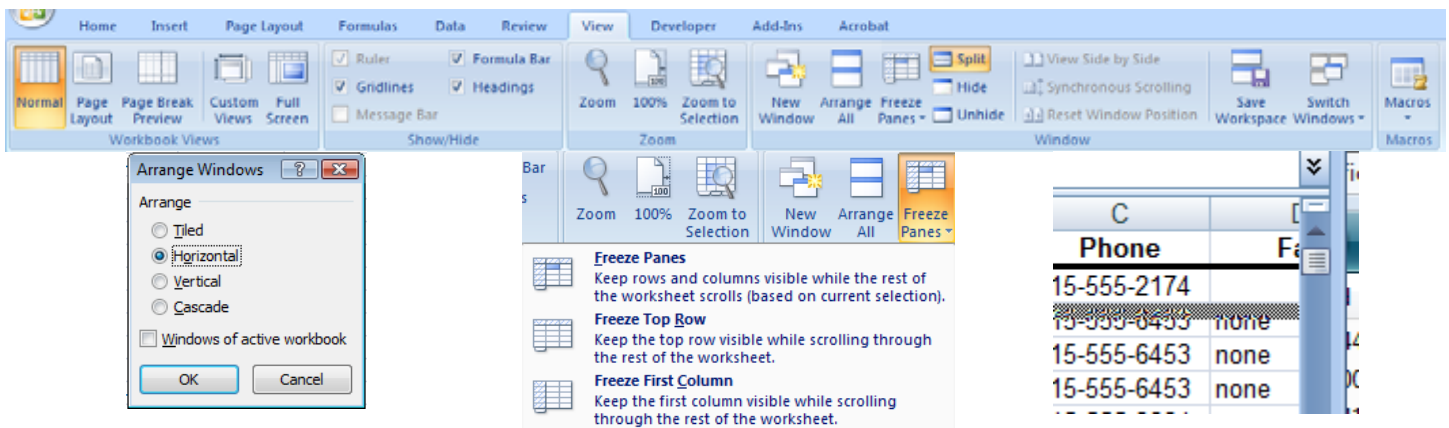 Home Insert Page Layout Formulas Data Review View Developer Add-Ins Acrobat
Normal
Page Layout
Page Break Preview
Custom Views
Full Screen
Workbook Views
Ruler
Gridlines
Message Bar
Formula Bar
Headings
Show/Hide
Zoom
100%
Zoom to Selection
Zoom
New Window
Arrange All
Freeze Panes
Split
Hide
Unhide
View Side by Side
Synchronous Scrolling
Reset Window Position
Save Workspace
Switch Windows
Window
Macros
Macros
Arrange Windows
Arrange
Tiled
Horizontal
Vertical
Cascade
Windows of active workbook
OK Cancel
Bar
s
Zoom
100%
Zoom to Selection
New Window
Arrange All
Freeze Panes
Freeze Panes
Keep rows and columns visible while the rest of
the worksheet scrolls (based on current selection).
Freeze Top Row
Keep the top row visible while scrolling through
the rest of the worksheet.
Freeze First Column
Keep the first column visible while scrolling
through the rest of the worksheet.
C
Phone
15-555-2174
15-555-6453 none
15-555-6453 none
15-555-6453 none